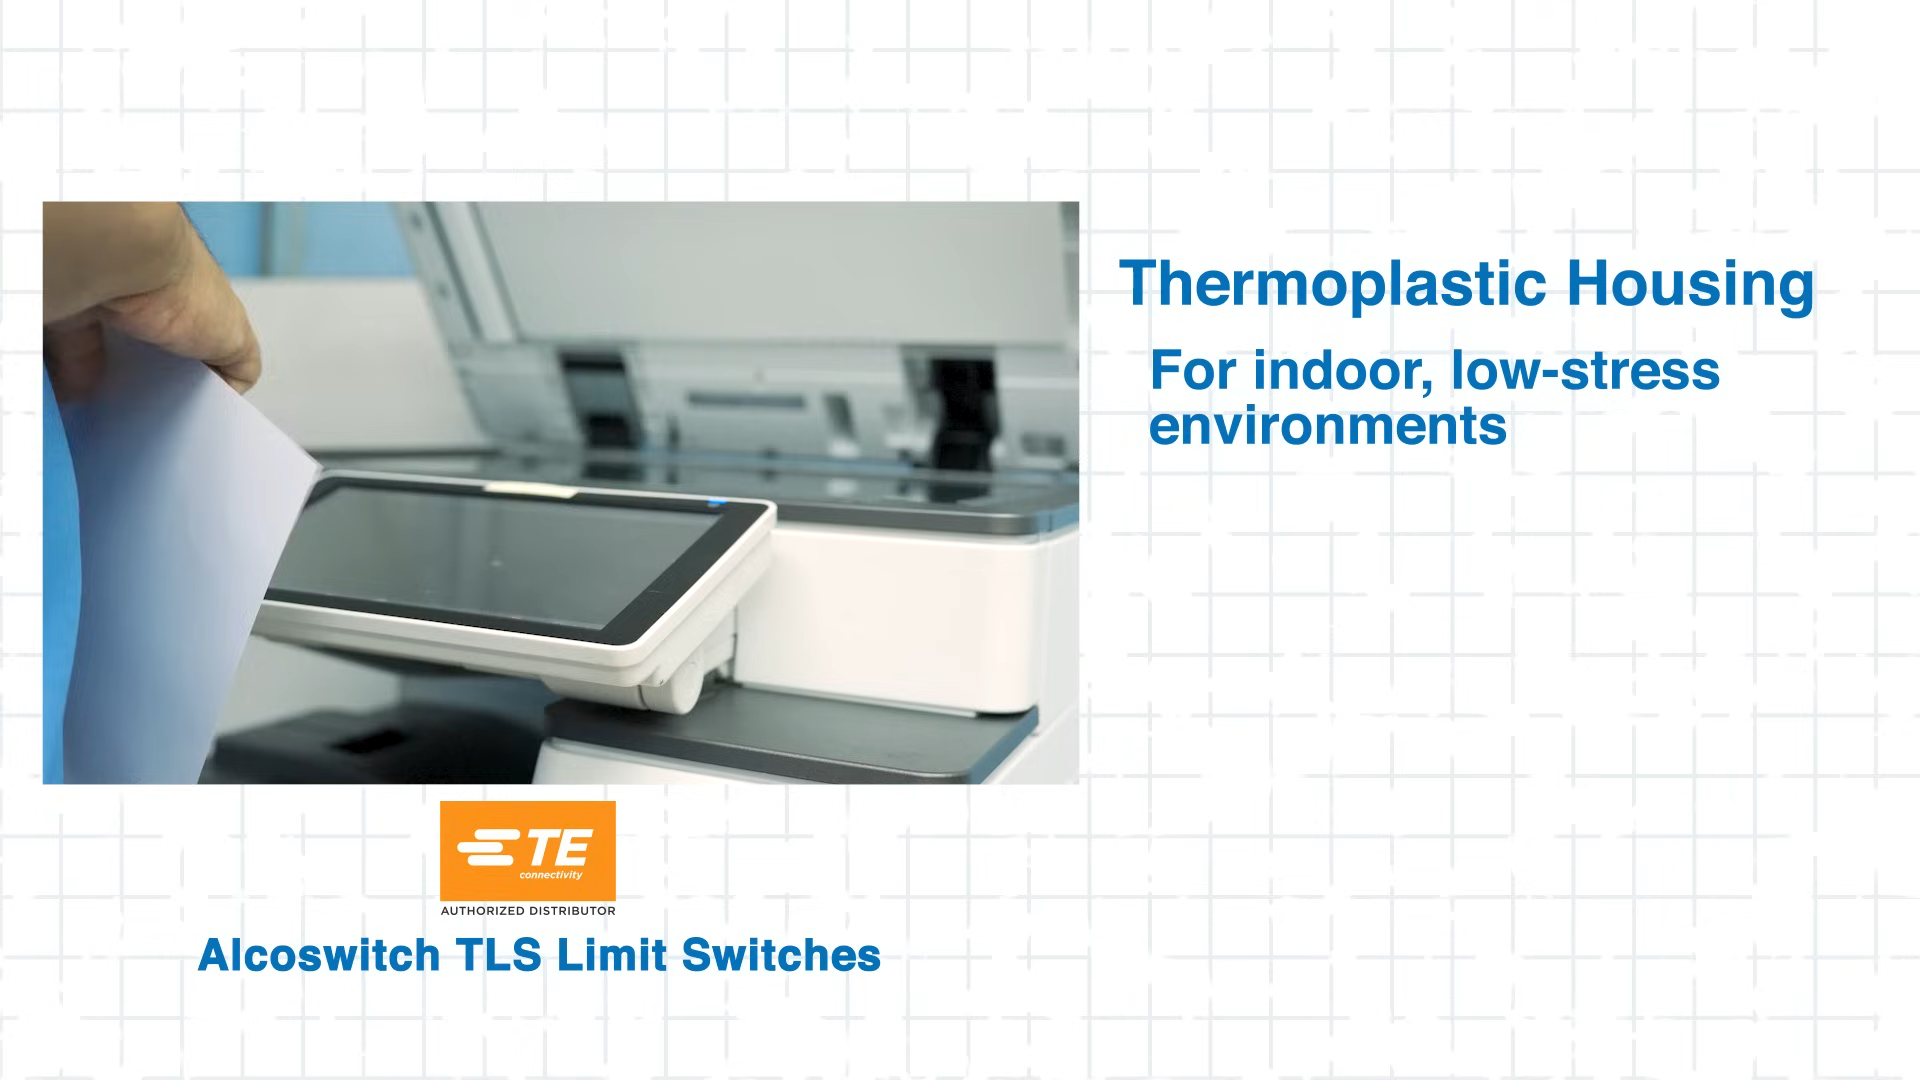 Thermoplastic Housing
For indoor, low-stress
environments
TE
connectivity
AUTHORIZED DISTRIBUTOR
Alcoswitch TLS Limit Switches